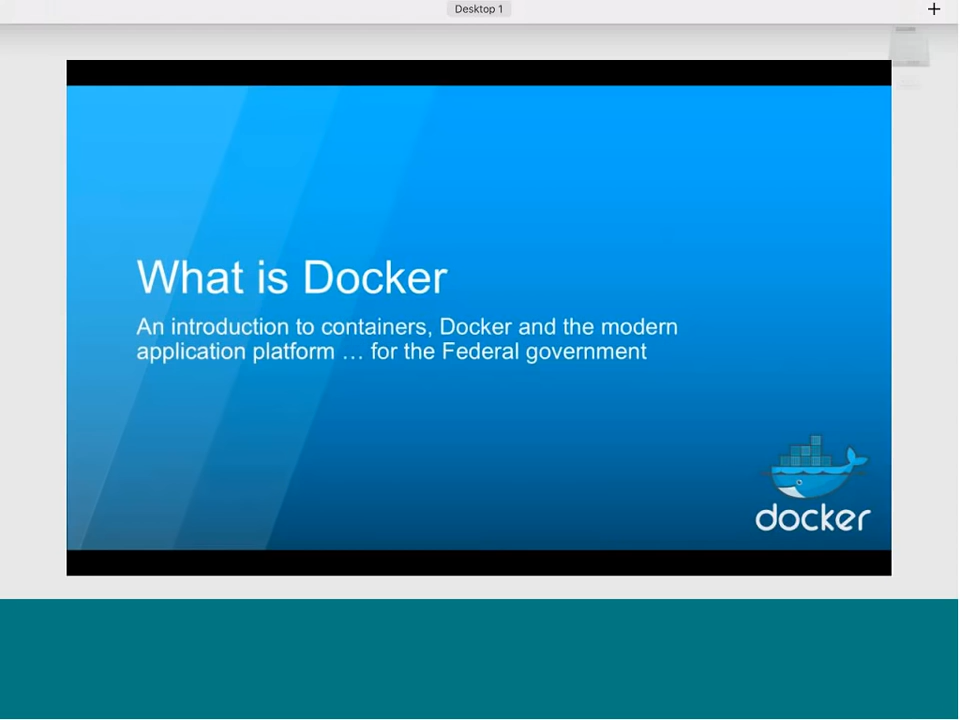 Desktop 1
What is Docker
An introduction to containers, Docker and the modern
application platform … for the Federal government
docker